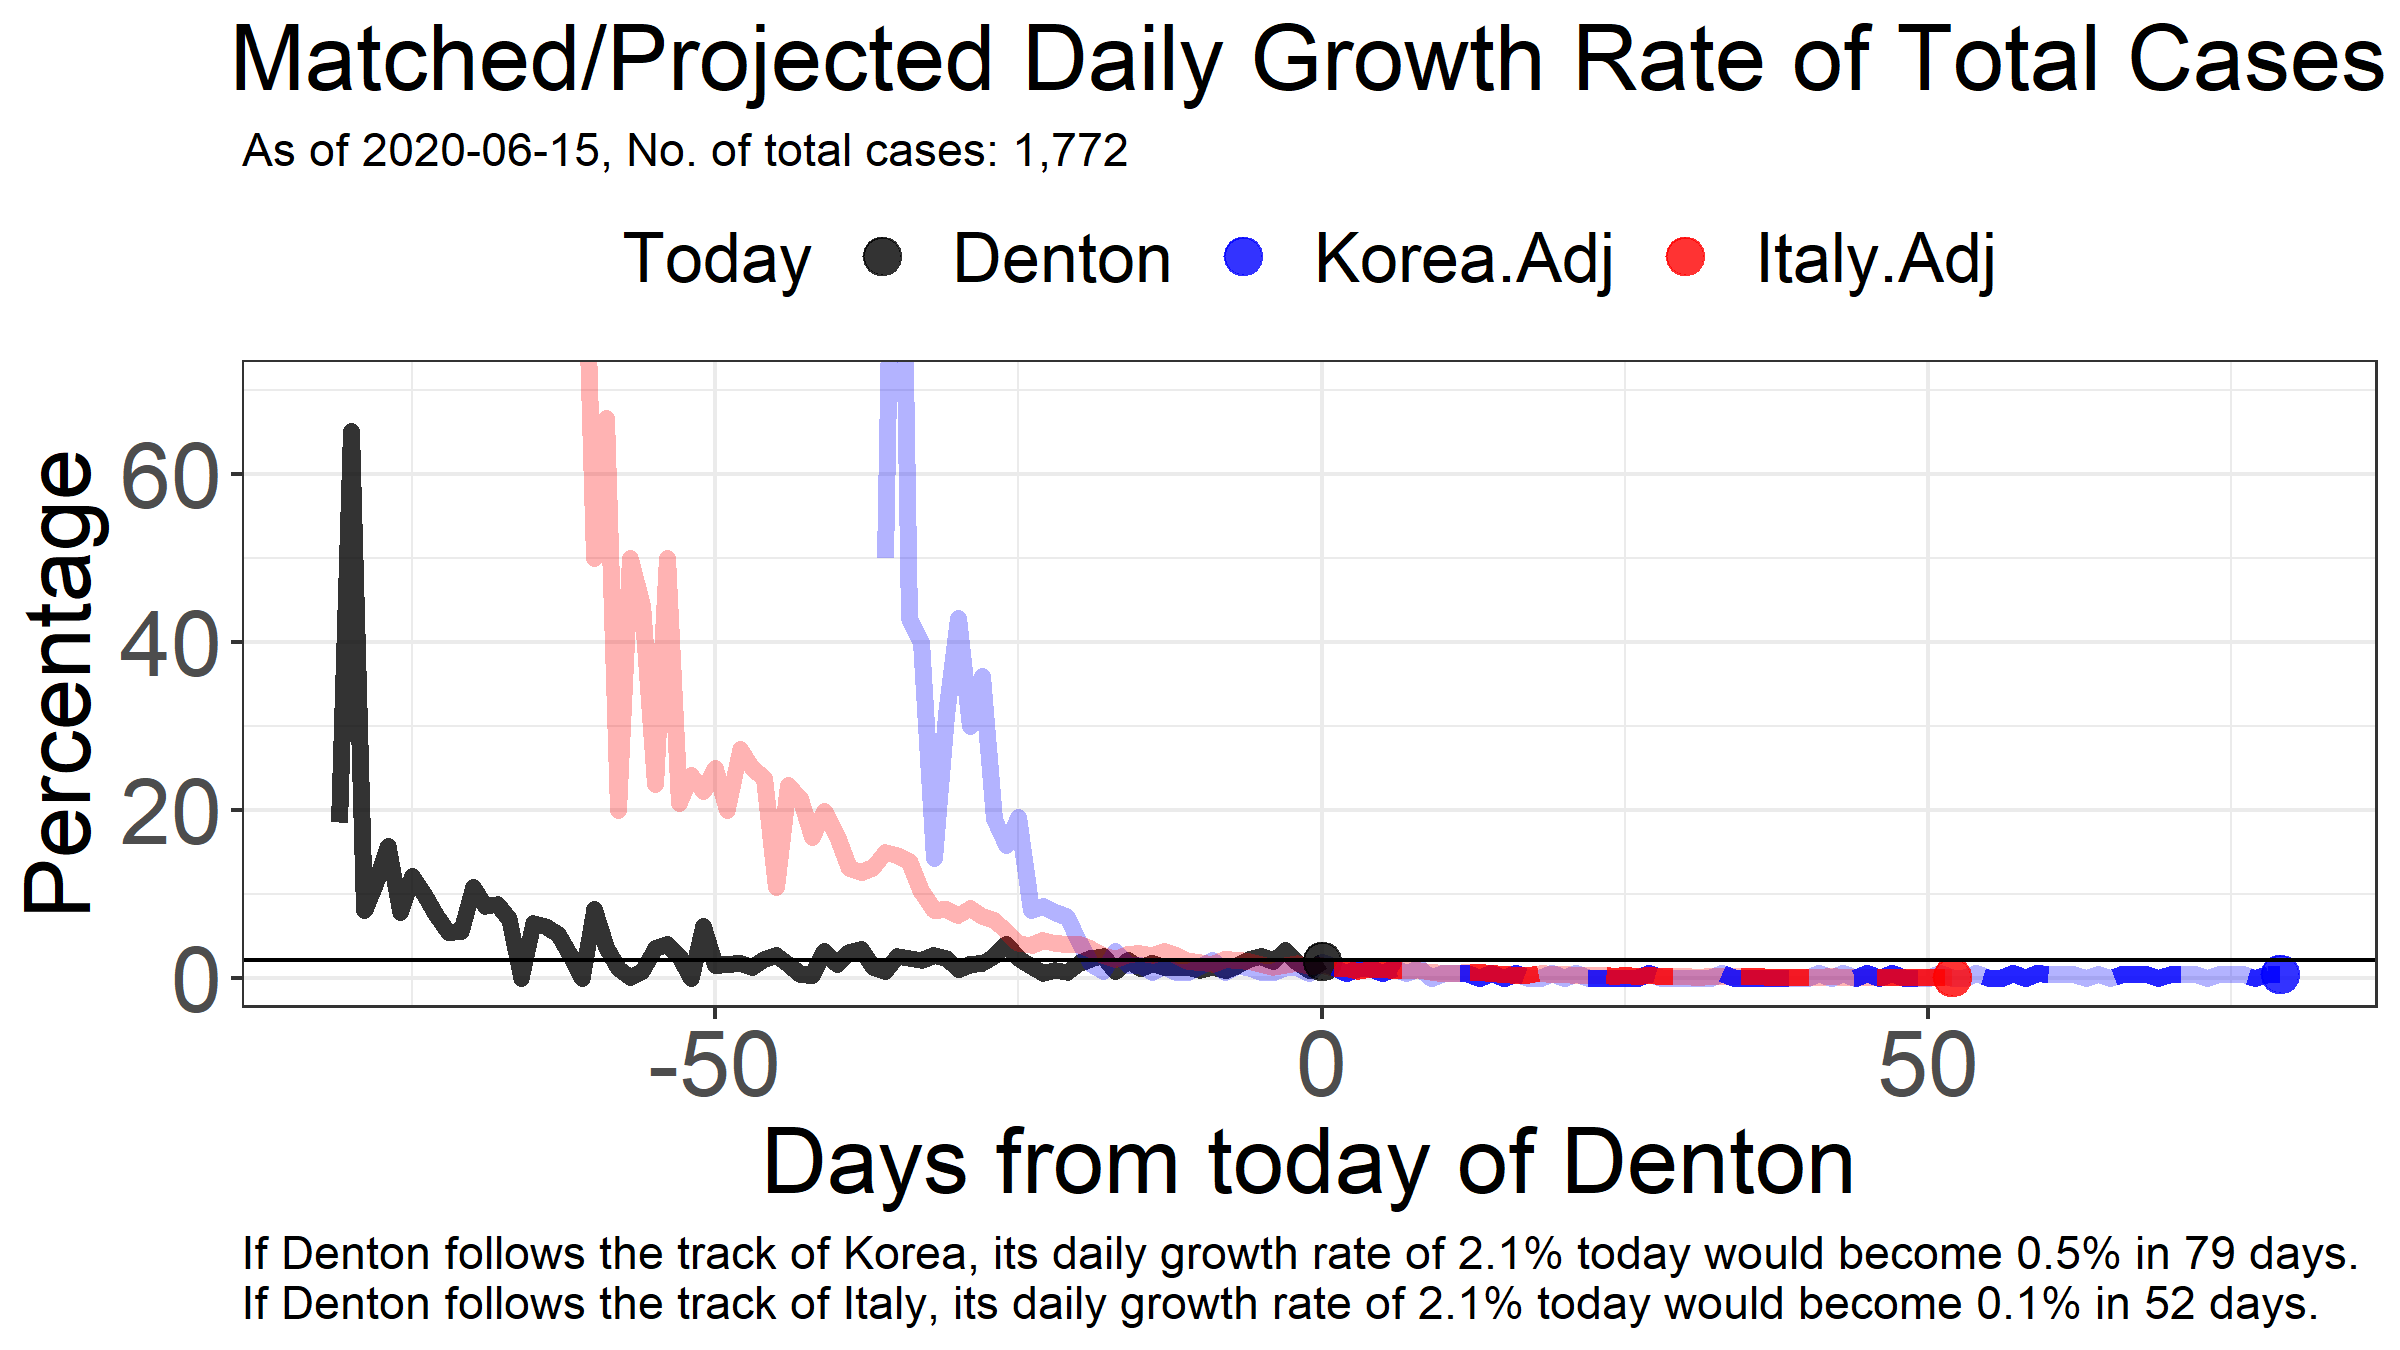 Matched/Projected Daily Growth Rate of Total Cases
As of 2020-06-15, No. of total cases: 1,772
Today Denton Korea.Adj Italy.Adj
Percentage
60
40
20
0
-50 0 50
Days from today of Denton
If Denton follows the track of Korea, its daily growth rate of 2.1% today would become 0.5% in 79 days.
If Denton follows the track of Italy, its daily growth rate of 2.1% today would become 0.1% in 52 days.